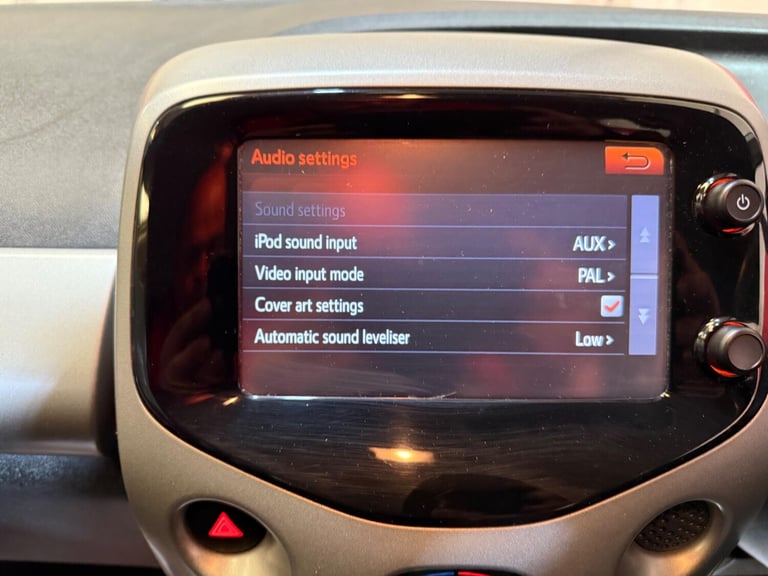 Audio settings
Sound settings
iPod sound input AUX>
Video input mode PAL>
Cover art settings
Automatic sound leveliser Low>